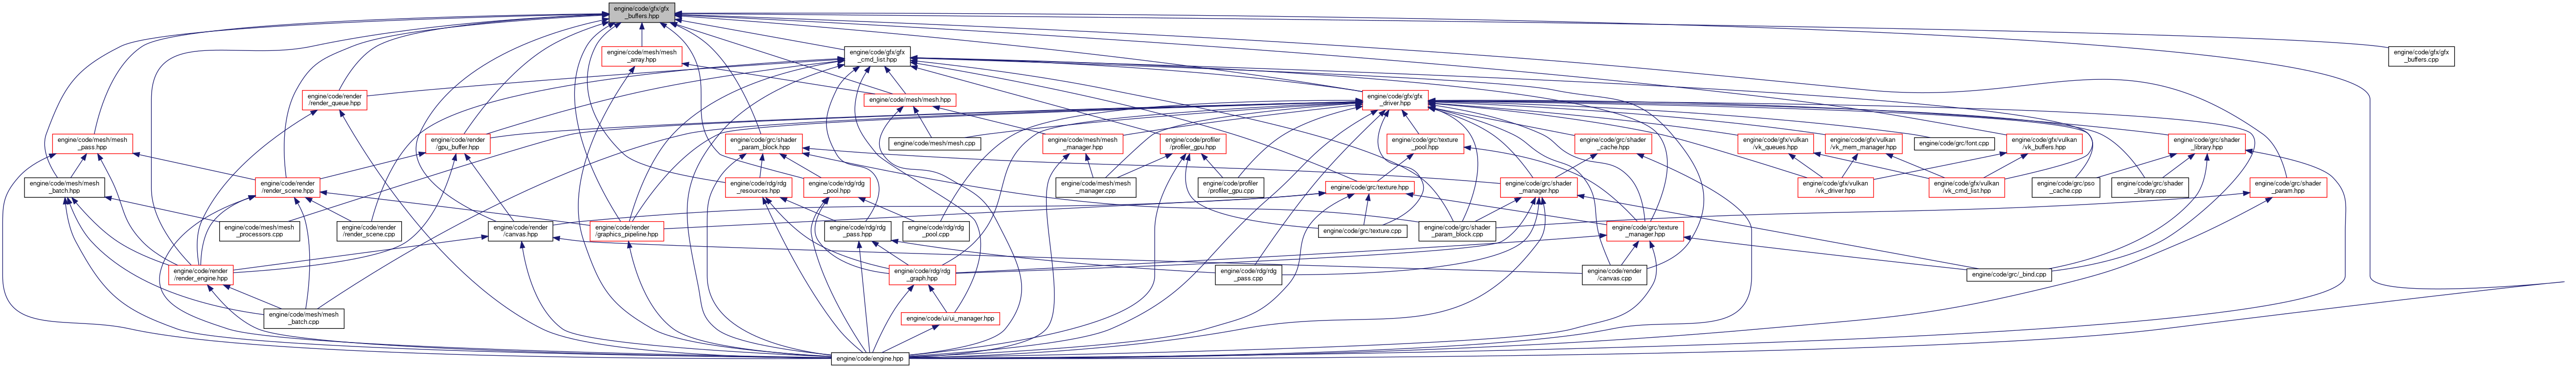 engine/code/gfx/gfx
_buffers.hpp
engine/code/mesh/mesh
_array.hpp
engine/code/gfx/gfx
_cmd_list.hpp
engine/code/gfx/gfx
_buffers.cpp
engine/code/render
/render_queue.hpp
engine/code/mesh/mesh.hpp
engine/code/gfx/gfx
_driver.hpp
engine/code/mesh/mesh
_pass.hpp
engine/code/render
/gpu_buffer.hpp
engine/code/grc/shader
_param_block.hpp
engine/code/mesh/mesh.cpp
engine/code/mesh/mesh
_manager.hpp
engine/code/profiler
/profiler_gpu.hpp
engine/code/grc/texture
_pool.hpp
engine/code/grc/shader
_cache.hpp
engine/code/gfx/vulkan
/vk_queues.hpp
engine/code/gfx/vulkan
/vk_mem_manager.hpp
engine/code/grc/font.cpp
engine/code/gfx/vulkan
/vk_buffers.hpp
engine/code/grc/shader
_library.hpp
engine/code/mesh/mesh
_batch.hpp
engine/code/render
/render_scene.hpp
engine/code/rdg/rdg
_resources.hpp
engine/code/rdg/rdg
_pool.hpp
engine/code/mesh/mesh
_manager.cpp
engine/code/profiler
/profiler_gpu.cpp
engine/code/grc/texture.hpp
engine/code/grc/shader
_manager.hpp
engine/code/gfx/vulkan
/vk_driver.hpp
engine/code/gfx/vulkan
/vk_cmd_list.hpp
engine/code/grc/pso
_cache.cpp
engine/code/grc/shader
_library.cpp
engine/code/grc/shader
_param.hpp
engine/code/mesh/mesh
_processors.cpp
engine/code/render
/render_scene.cpp
engine/code/render
/canvas.hpp
engine/code/render
/graphics_pipeline.hpp
engine/code/rdg/rdg
_pass.hpp
engine/code/rdg/rdg
_pool.cpp
engine/code/grc/shader
_param_block.cpp
engine/code/grc/texture.cpp
engine/code/grc/texture
_manager.hpp
engine/code/render
/render_engine.hpp
engine/code/rdg/rdg
_graph.hpp
engine/code/rdg/rdg
_pass.cpp
engine/code/render
/canvas.cpp
engine/code/grc/_bind.cpp
engine/code/mesh/mesh
_batch.cpp
engine/code/ui/ui_manager.hpp
engine/code/engine.hpp